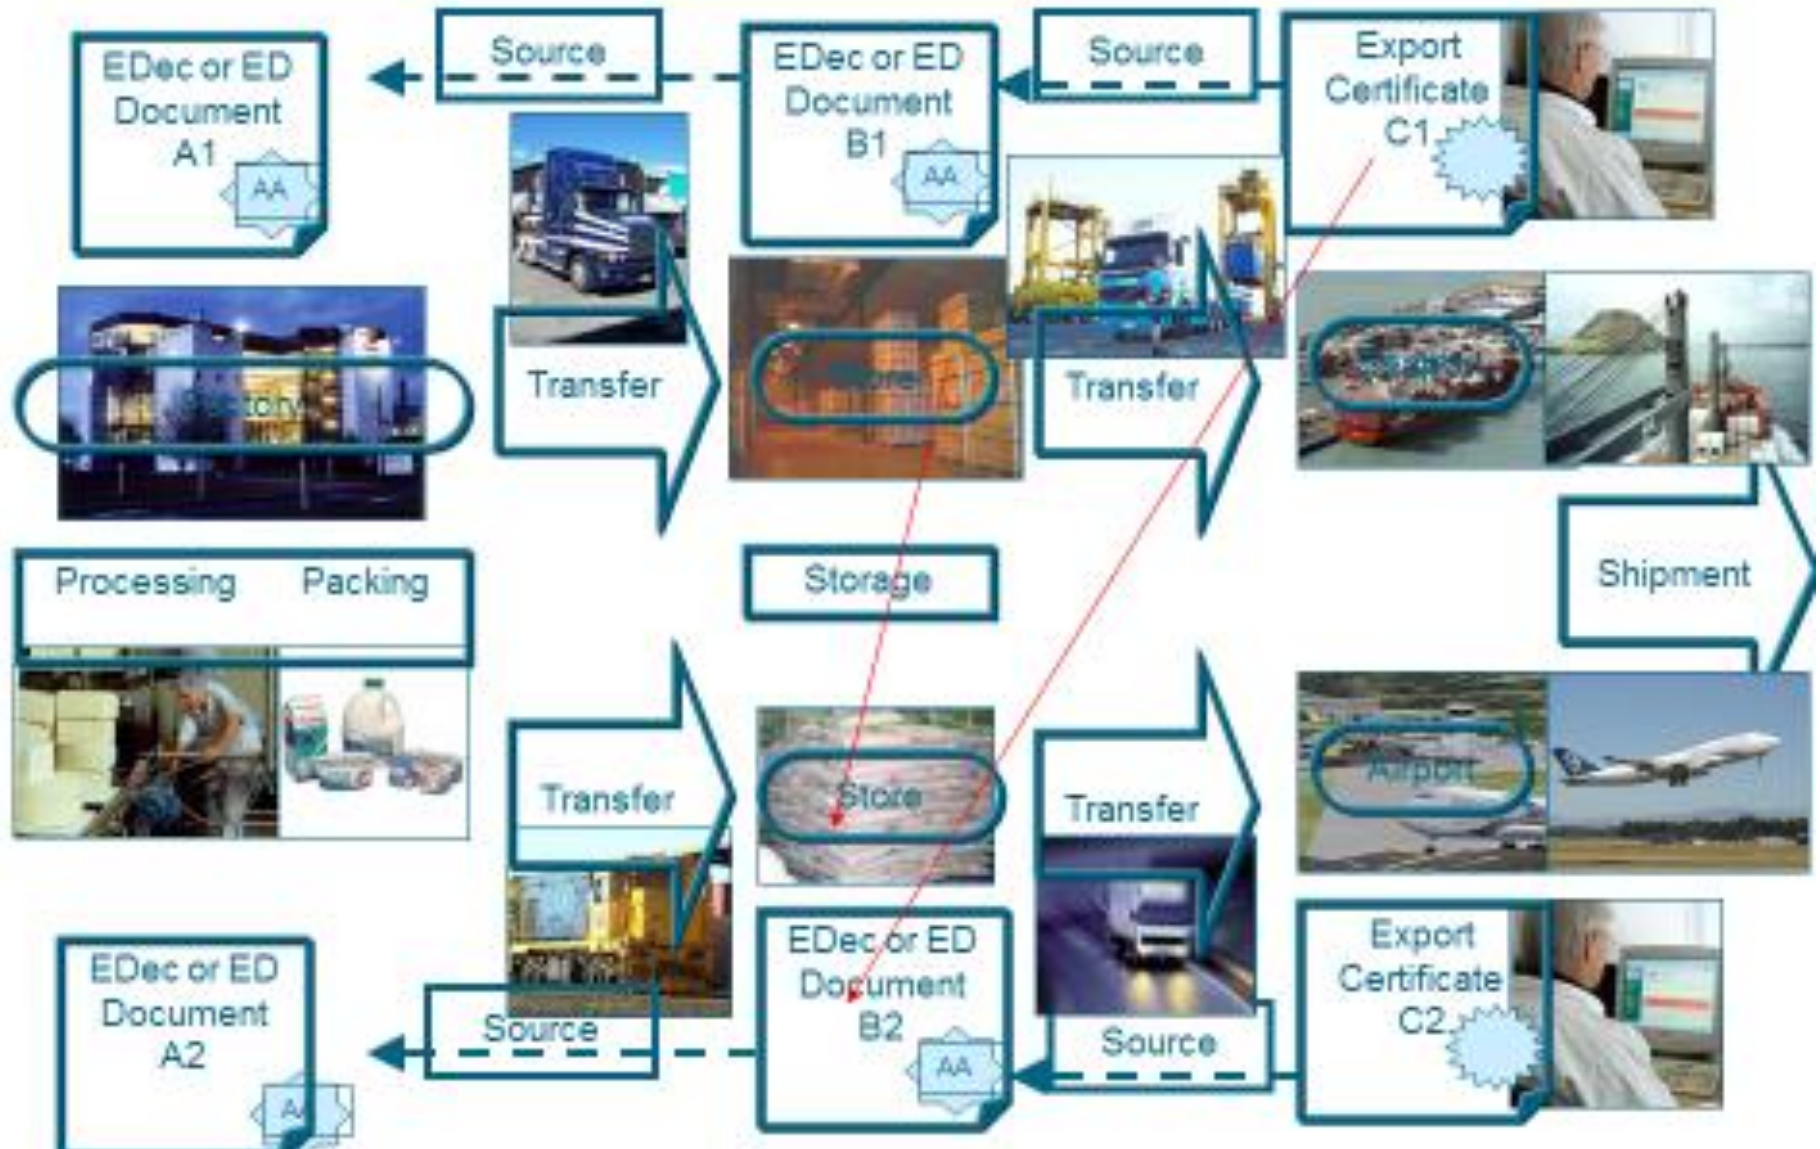 Source
Source
EDec or ED
Document
A1
AA
EDec or ED
Document
B1
AA
Export
Certificate
C1
Transfer
Transfer
Processing Packing
Storage
Shipment
Transfer
Store
Transfer
Airport
EDec or ED
Document
A2
Source
EDec or ED
Document
B2
AA
Source
Export
Certificate
C2